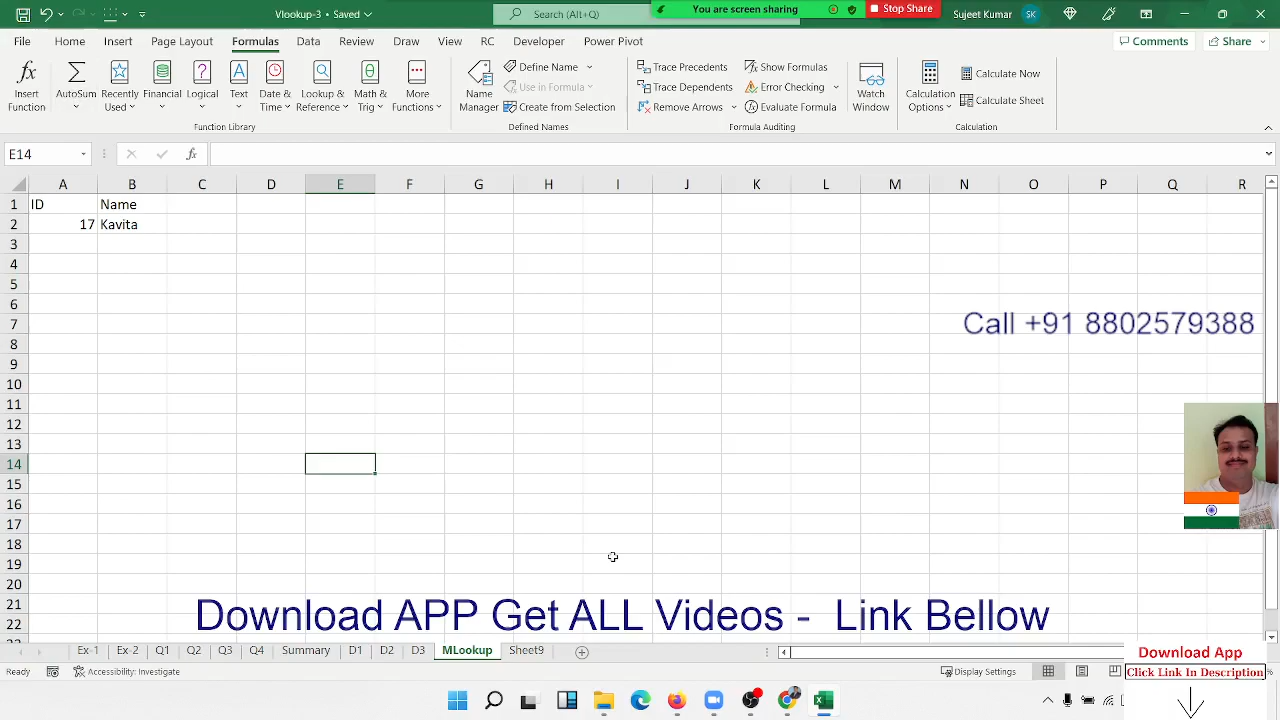 Vlookup-3 • Saved
Search (Alt+Q)
You are screen sharing
Stop Share
Sujeet Kumar
SK
File Home Insert Page Layout Formulas Data Review View Draw RC Developer Power Pivot
Comments
Share
Insert Function
AutoSum
Recently Used
Financial
Logical
Text
Date & Time
Lookup & Reference
Math & Trig
More Functions
Function Library
Name Manager
Define Name
Use in Formula
Create from Selection
Defined Names
Trace Precedents
Trace Dependents
Remove Arrows
Show Formulas
Error Checking
Evaluate Formula
Formula Auditing
Watch Window
Calculation Options
Calculate Now
Calculate Sheet
Calculation
E14
fx
A B C D E F G H I J K L M N O P Q R
1 ID Name
2 17 Kavita
3
4
5
6
7
Call +91 8802579388
8
9
10
11
12
13
14
15
16
17
18
19
20
21
22
Download APP Get ALL Videos - Link Bellow
Ex-1 Ex-2 Q1 Q2 Q3 Q4 Summary D1 D2 D3 MLookup Sheet9
Download App
Ready
Accessibility: Investigate
Display Settings
Click Link In Description
%